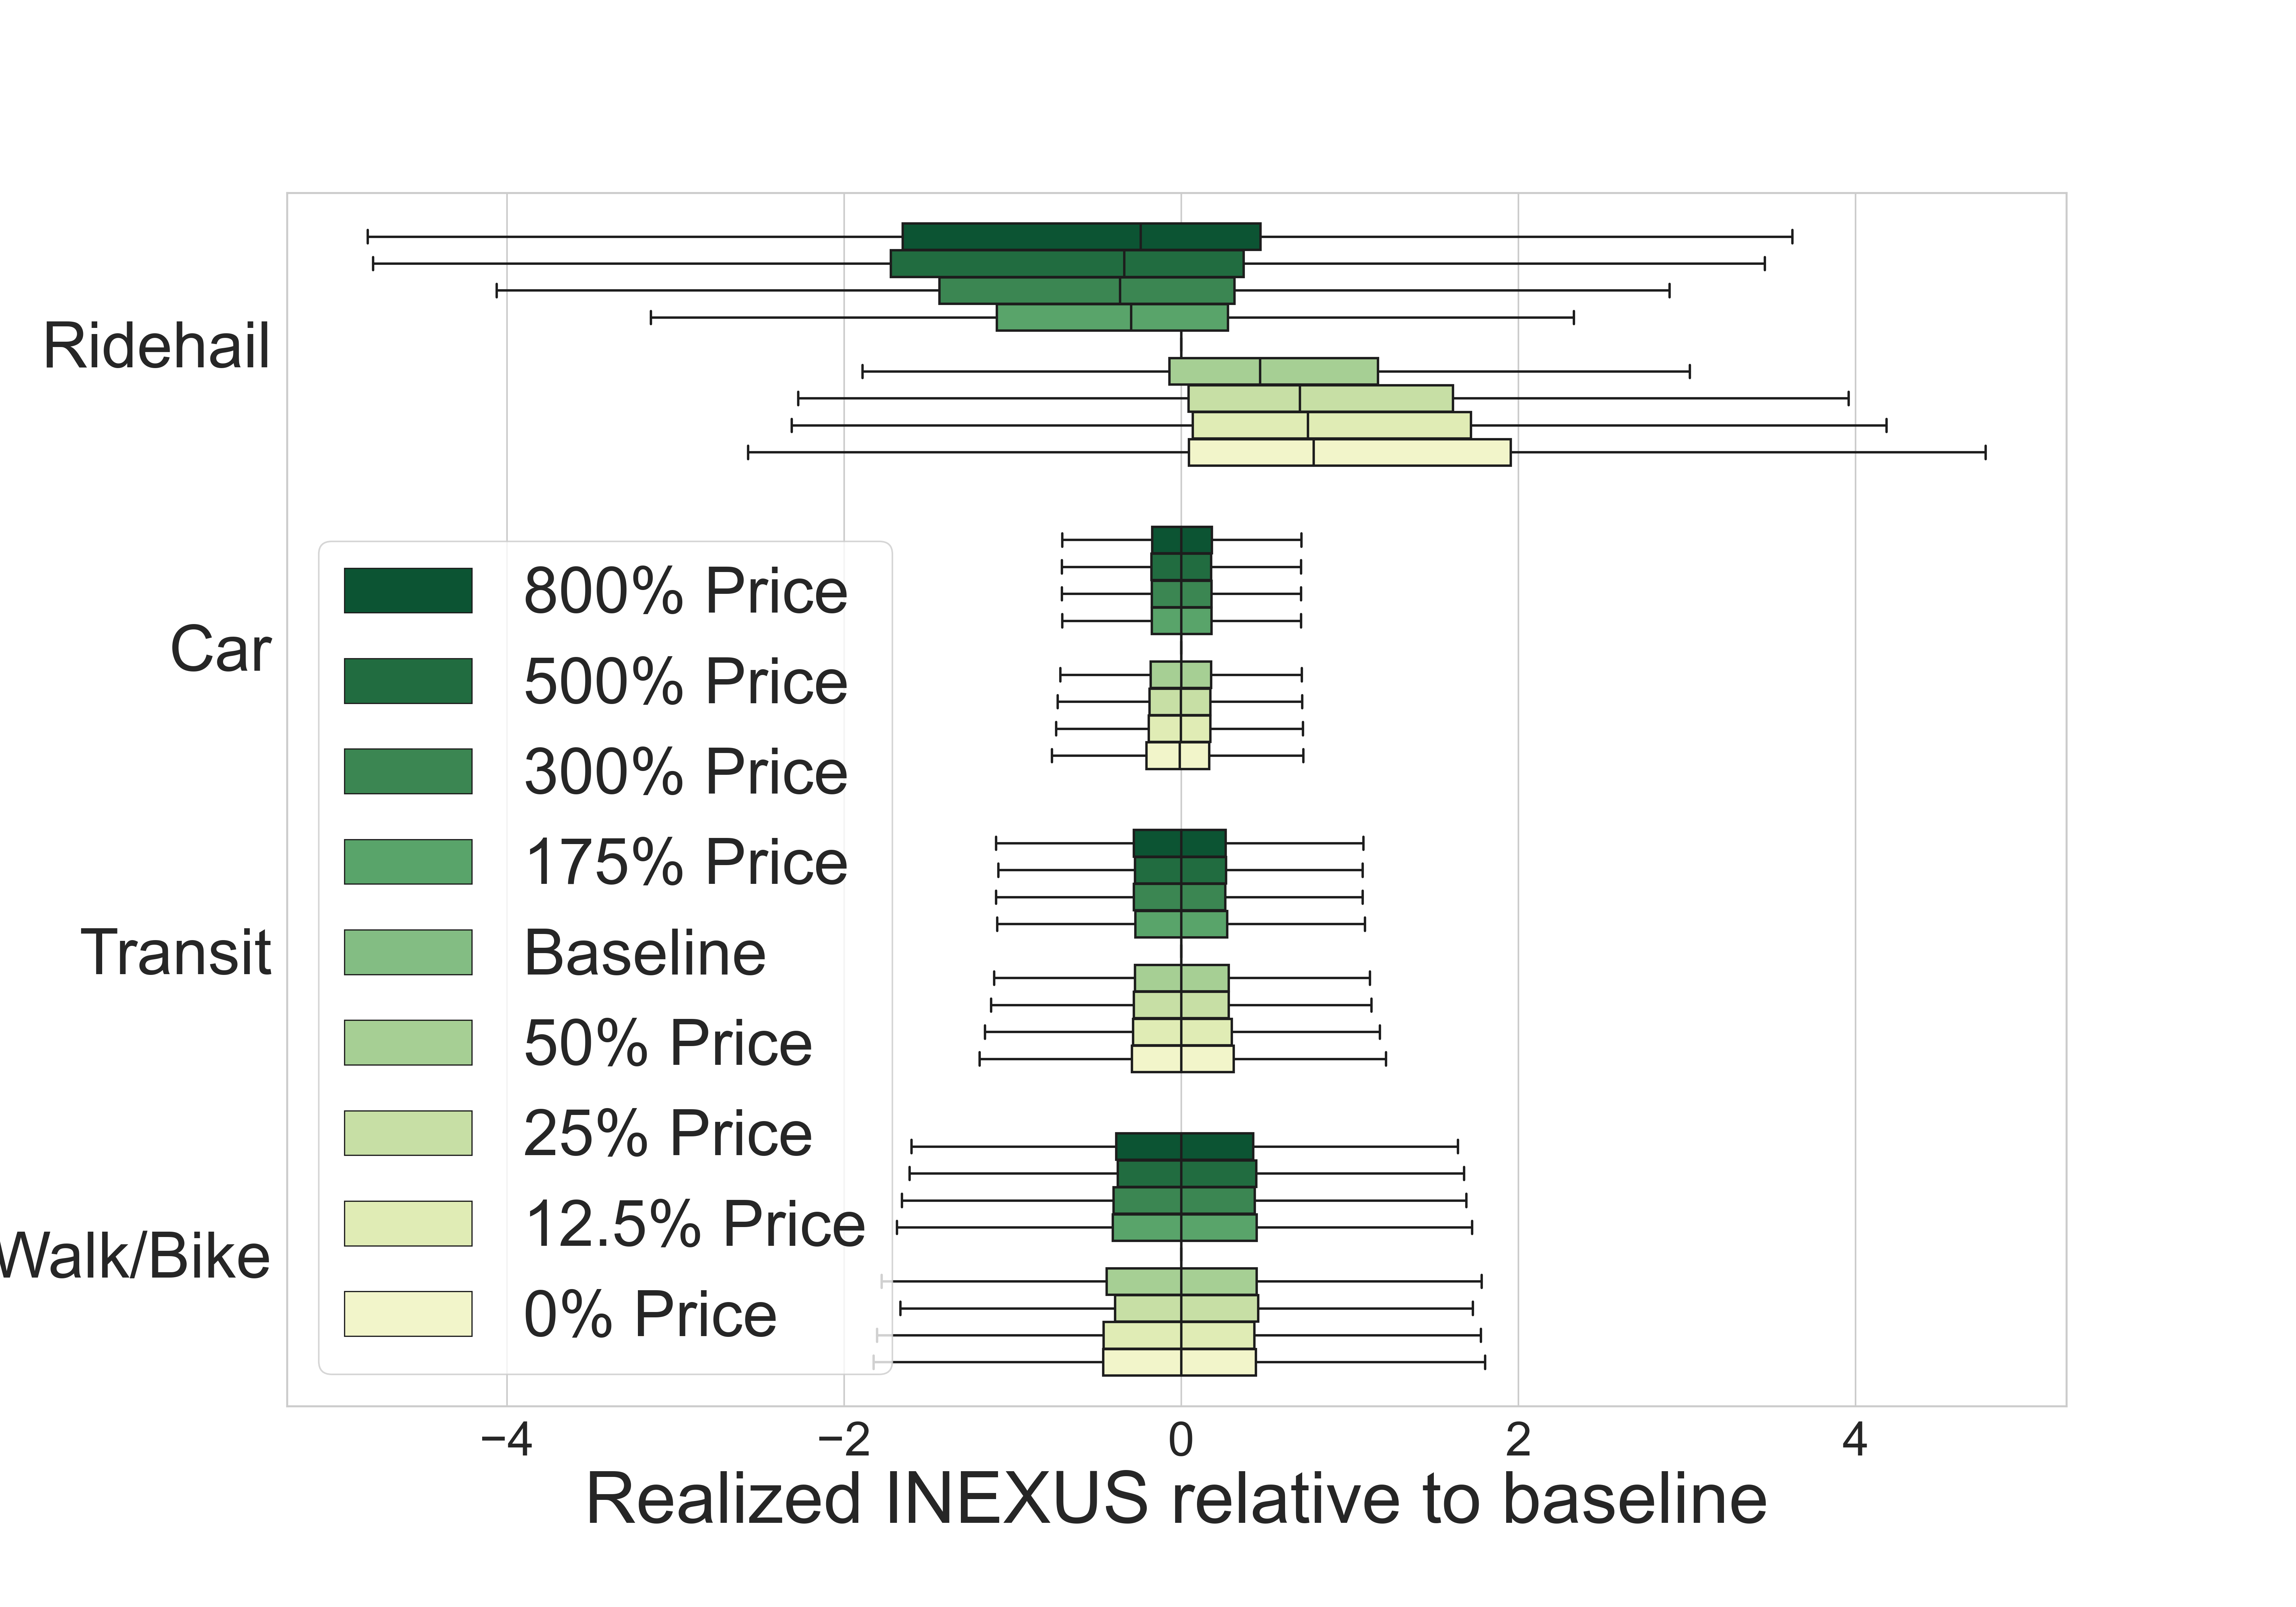 Ridehail
Car
Transit
Walk/Bike
800% Price
500% Price
300% Price
175% Price
Baseline
50% Price
25% Price
12.5% Price
0% Price
−4 −2 0 2 4
Realized INEXUS relative to baseline